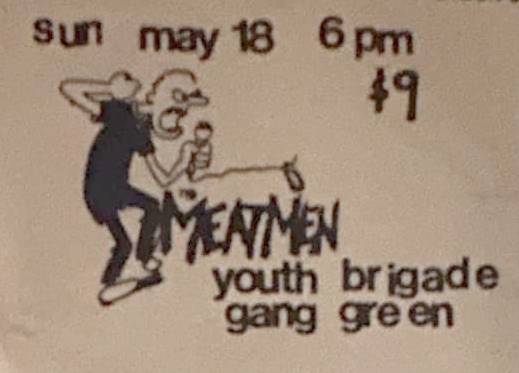 sun may 18 6 pm
$9
THE
MEATMEN
youth brigade
gang green